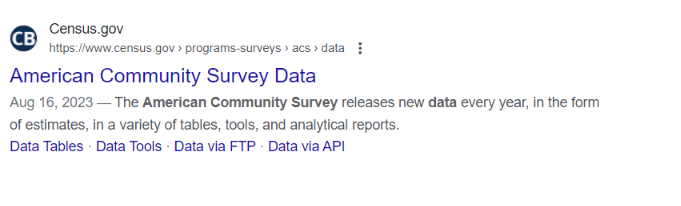 CB
Census.gov
https://www.census.gov › programs-surveys › acs › data
American Community Survey Data
Aug 16, 2023 — The American Community Survey releases new data every year, in the form
of estimates, in a variety of tables, tools, and analytical reports.
Data Tables · Data Tools · Data via FTP · Data via API